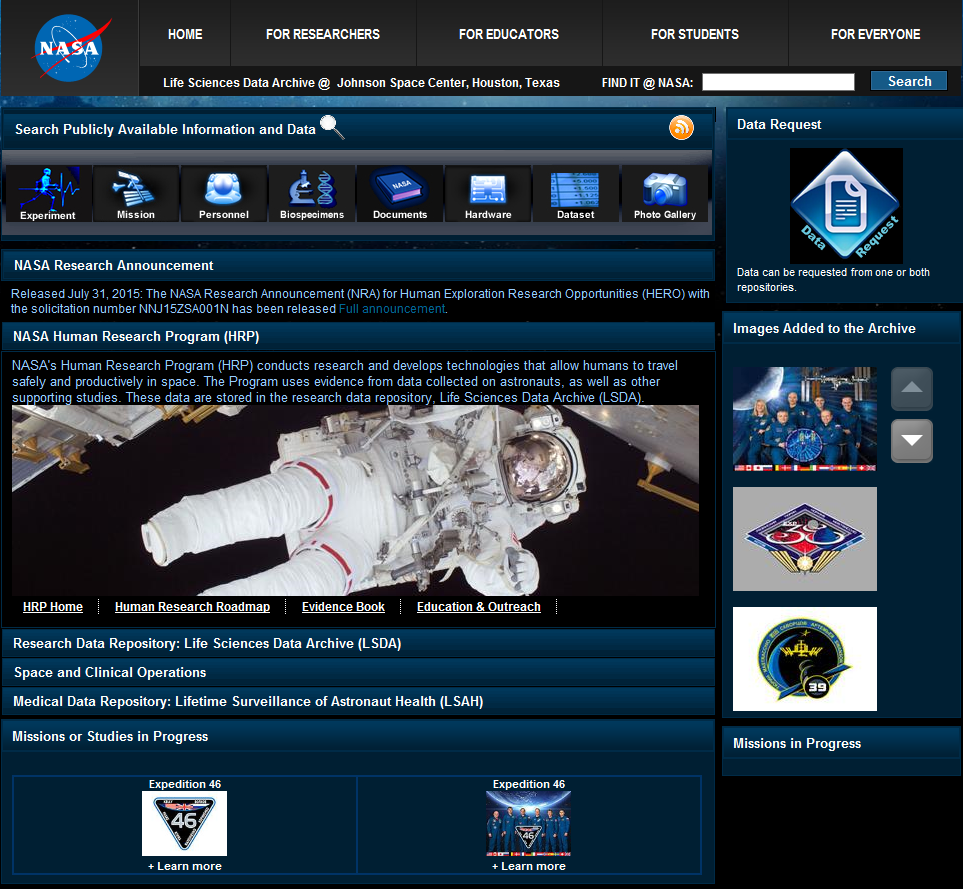 NASA
HOME
FOR RESEARCHERS
FOR EDUCATORS
FOR STUDENTS
FOR EVERYONE
Life Sciences Data Archive @ Johnson Space Center, Houston, Texas
FIND IT @ NASA:
Search
Search Publicly Available Information and Data
Experiment
Mission
Personnel
Biospecimens
NASA
Documents
Hardware
Dataset
Photo Gallery
Data Request
Data Request
Data can be requested from one or both
repositories.
NASA Research Announcement
Released July 31, 2015: The NASA Research Announcement (NRA) for Human Exploration Research Opportunities (HERO) with
the solicitation number NNJ15ZSA001N has been released Full announcement.
NASA Human Research Program (HRP)
NASA's Human Research Program (HRP) conducts research and develops technologies that allow humans to travel
safely and productively in space. The Program uses evidence from data collected on astronauts, as well as other
supporting studies. These data are stored in the research data repository, Life Sciences Data Archive (LSDA).
HRP Home
Human Research Roadmap
Evidence Book
Education & Outreach
Images Added to the Archive
EXP
38
39
Research Data Repository: Life Sciences Data Archive (LSDA)
Space and Clinical Operations
Medical Data Repository: Lifetime Surveillance of Astronaut Health (LSAH)
Missions or Studies in Progress
Expedition 46
46
+ Learn more
Expedition 46
46
+ Learn more
Missions in Progress